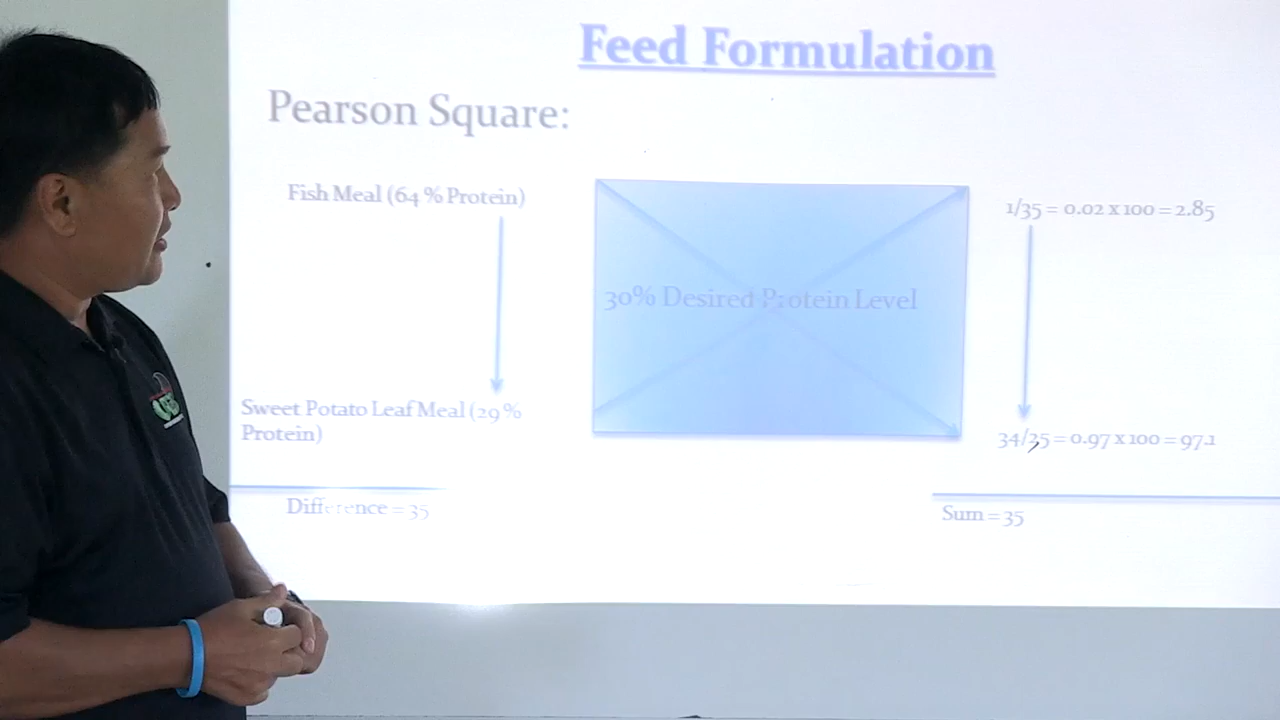 Feed Formulation
Pearson Square:
Fish Meal (64 % Protein)
1/35 = 0.02 x 100 = 2.85
30% Desired Protein Level
Sweet Potato Leaf Meal (29 %
Protein)
34/35 = 0.97 x 100 = 97.1
Difference = 35
Sum = 35